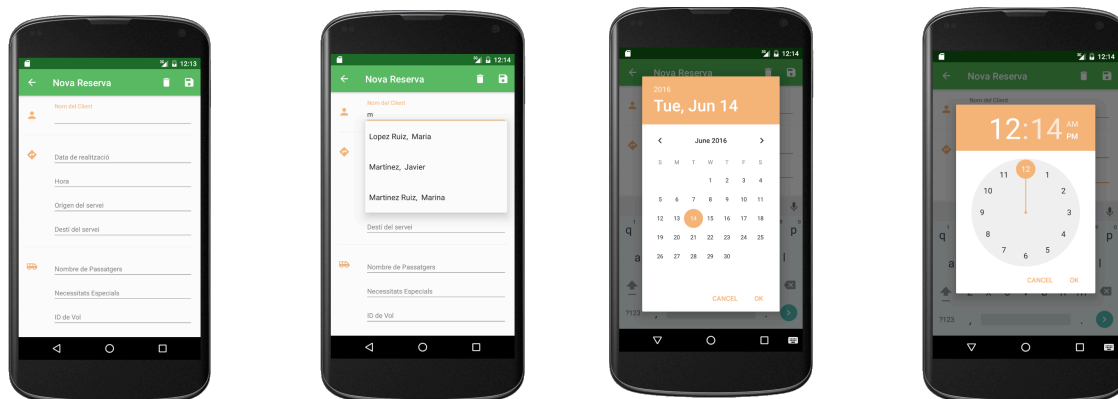 12:13
Nova Reserva
Nom del Client
Data de realització
Hora
Origen del servei
Destí del servei
Nombre de Passatgers
Necessitats Especials
ID de Vol
12:14
Nova Reserva
Nom del Client
m
Lopez Ruiz, Maria
Martínez, Javier
Martinez Ruiz, Marina
Destí del servei
Nombre de Passatgers
Necessitats Especials
ID de Vol
12:14
Nova Reserva
2016
Tue, Jun 14
June 2016
S M T W T F S
1 2 3 4
5 6 7 8 9 10 11
12 13 14 15 16 17 18
19 20 21 22 23 24 25
26 27 28 29 30
CANCEL OK
q p
a l
?123 , .
12:14
Nova Reserva
Nom del Client
12:14 AM
PM
12
11 1
10 2
9 3
8 4
7 5
6
CANCEL OK
q p
a l
?123 , .